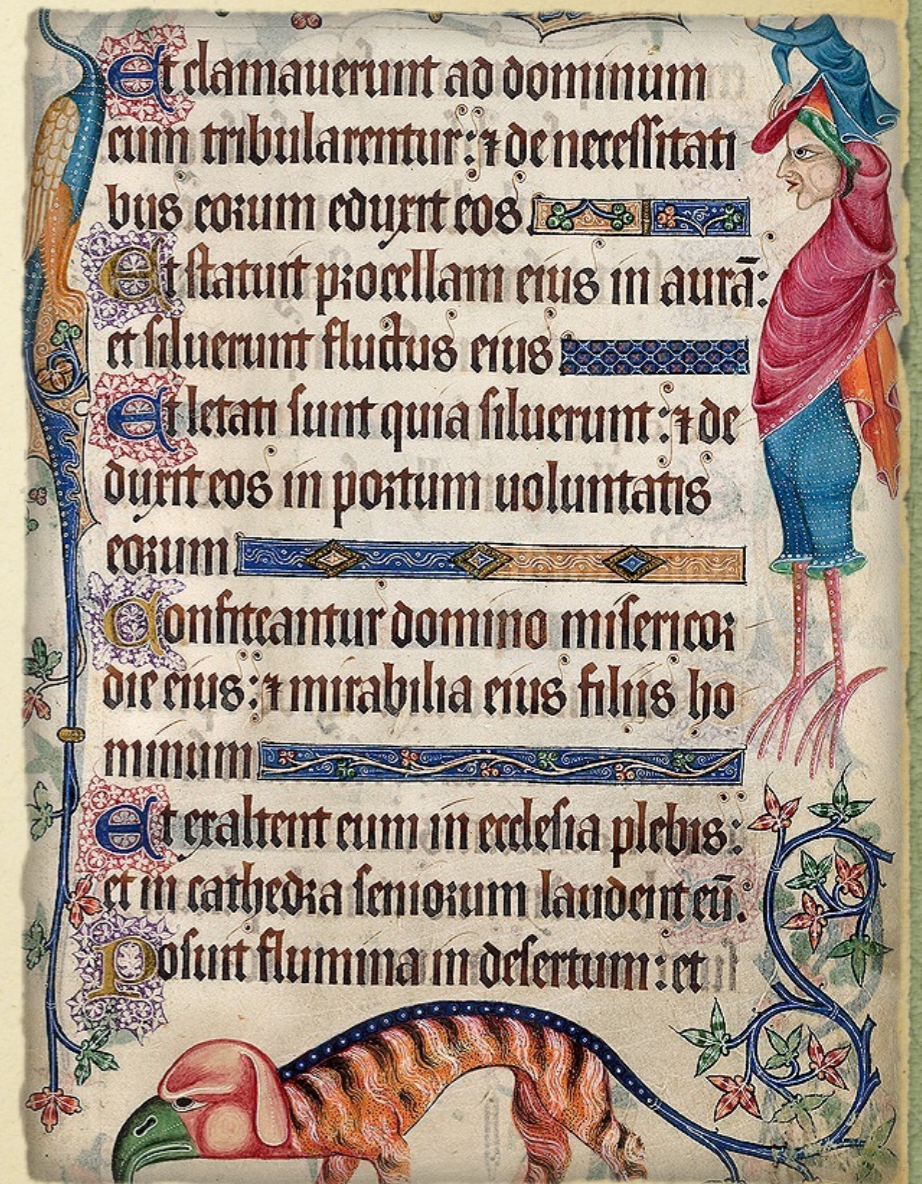 Et clamauerunt ad dominum
cum tribularentur: ⁊ de necessitati
bus eorum eduxit eos
Et statuit procellam eius in aurā:
et siluerunt fluctus eius
Et letati sunt quia siluerunt: ⁊ de
duxit eos in portum uoluntatis
eorum
Confiteantur domino misericor
die eius: ⁊ mirabilia eius filiis ho
minum
Et exaltent eum in ecclesia plebis:
et in cathedra seniorum laudent eū:
Posuit flumina in desertum: et